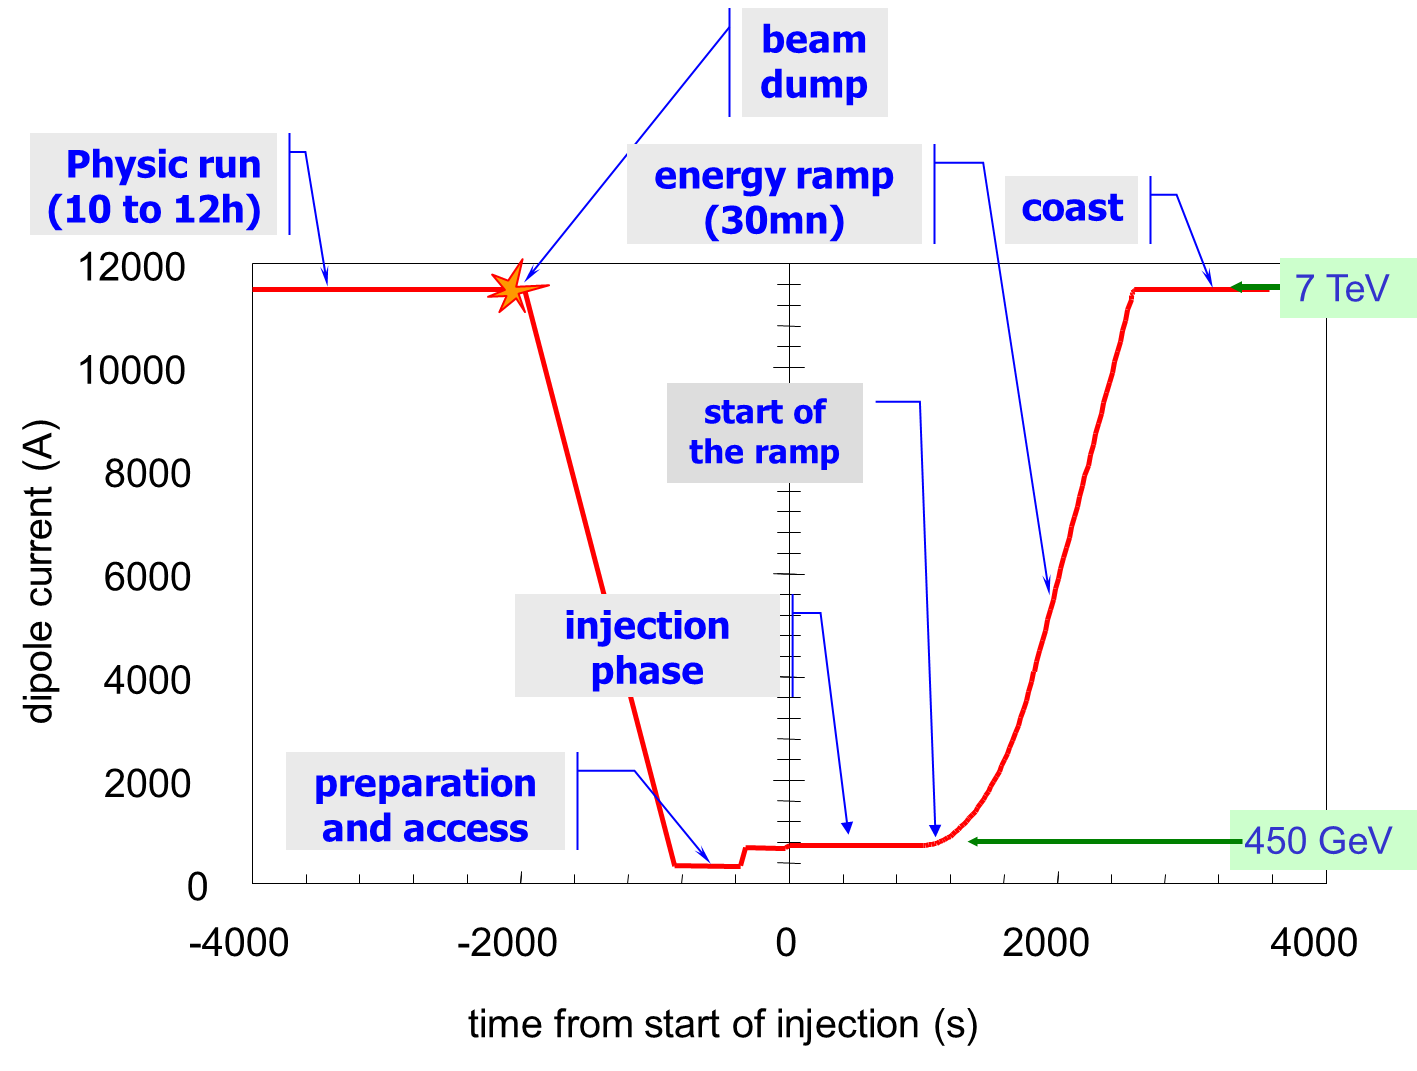 beam
dump
Physic run
(10 to 12h)
energy ramp
(30mn)
coast
12000
7 TeV
10000
start of
the ramp
8000
dipole current (A)
6000
injection
phase
4000
preparation
and access
2000
450 GeV
0
-4000
-2000
0
2000
4000
time from start of injection (s)